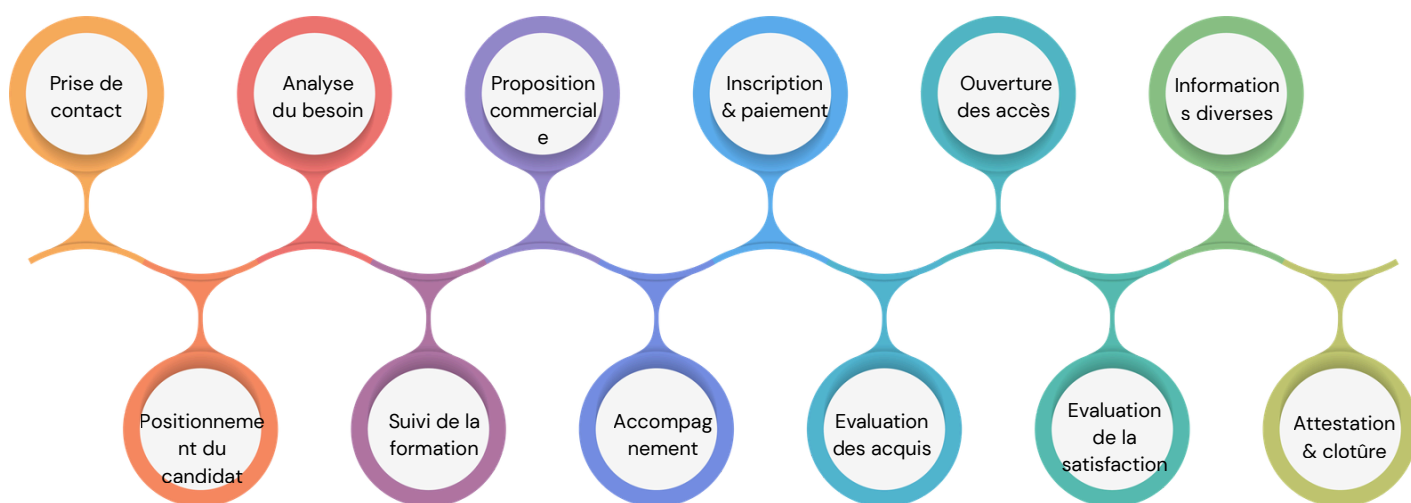 Prise de
contact
Analyse
du besoin
Proposition
commercial
e
Inscription
& paiement
Ouverture
des accès
Information
s diverses
Positionneme
nt du
candidat
Suivi de la
formation
Accompag
nement
Evaluation
des acquis
Evaluation
de la
satisfaction
Attestation
& clotûre